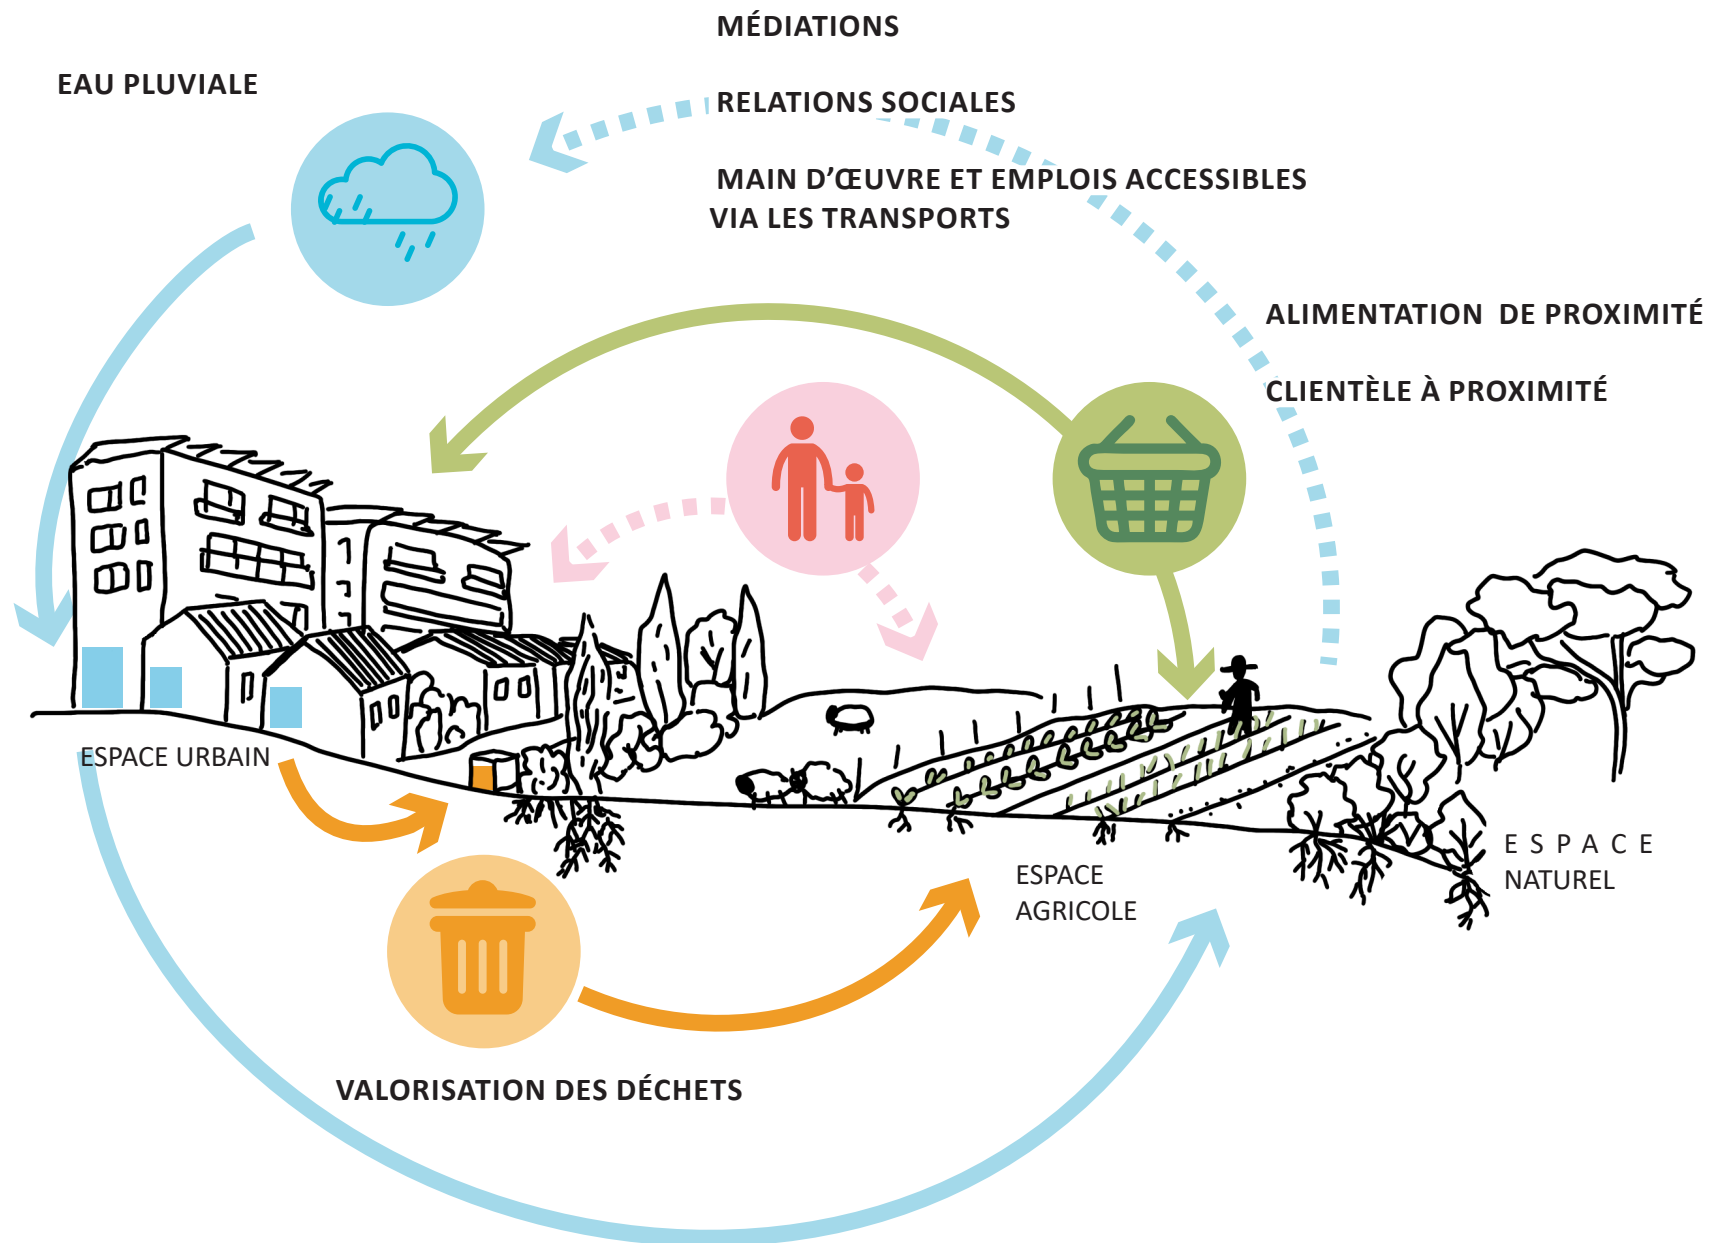 MÉDIATIONS
EAU PLUVIALE
RELATIONS SOCIALES
MAIN D'ŒUVRE ET EMPLOIS ACCESSIBLES
VIA LES TRANSPORTS
ALIMENTATION DE PROXIMITÉ
CLIENTÈLE À PROXIMITÉ
ESPACE URBAIN
ESPACE
NATUREL
ESPACE
AGRICOLE
VALORISATION DES DÉCHETS